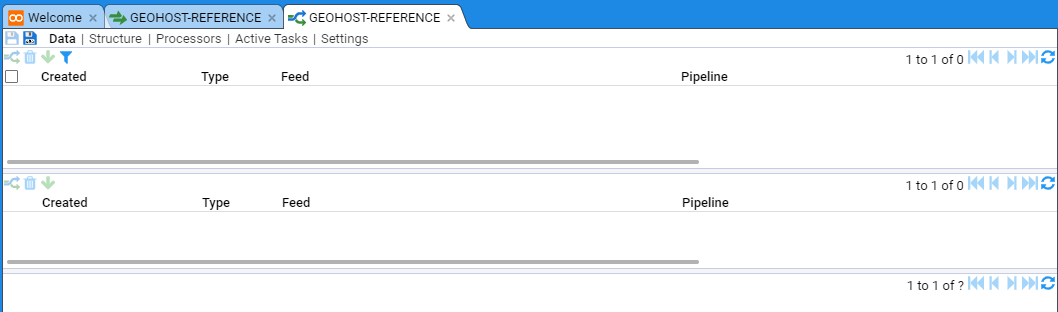 Welcome GEOHOST-REFERENCE GEOHOST-REFERENCE
Data | Structure | Processors | Active Tasks | Settings
1 to 1 of 0
Created Type Feed Pipeline
1 to 1 of 0
Created Type Feed Pipeline
1 to 1 of ?